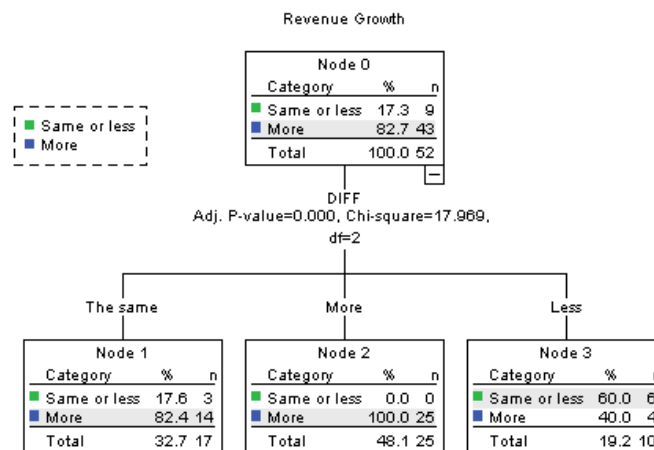 Revenue Growth
Node 0
Category % n
Same or less 17.3 9
More 82.7 43
Total 100.0 52
Same or less
More
DIFF
Adj. P-value=0.000, Chi-square=17.969,
df=2
The same
More
Less
Node 1
Category % n
Same or less 17.6 3
More 82.4 14
Total 32.7 17
Node 2
Category % n
Same or less 0.0 0
More 100.0 25
Total 48.1 25
Node 3
Category % n
Same or less 60.0 6
More 40.0 4
Total 19.2 10